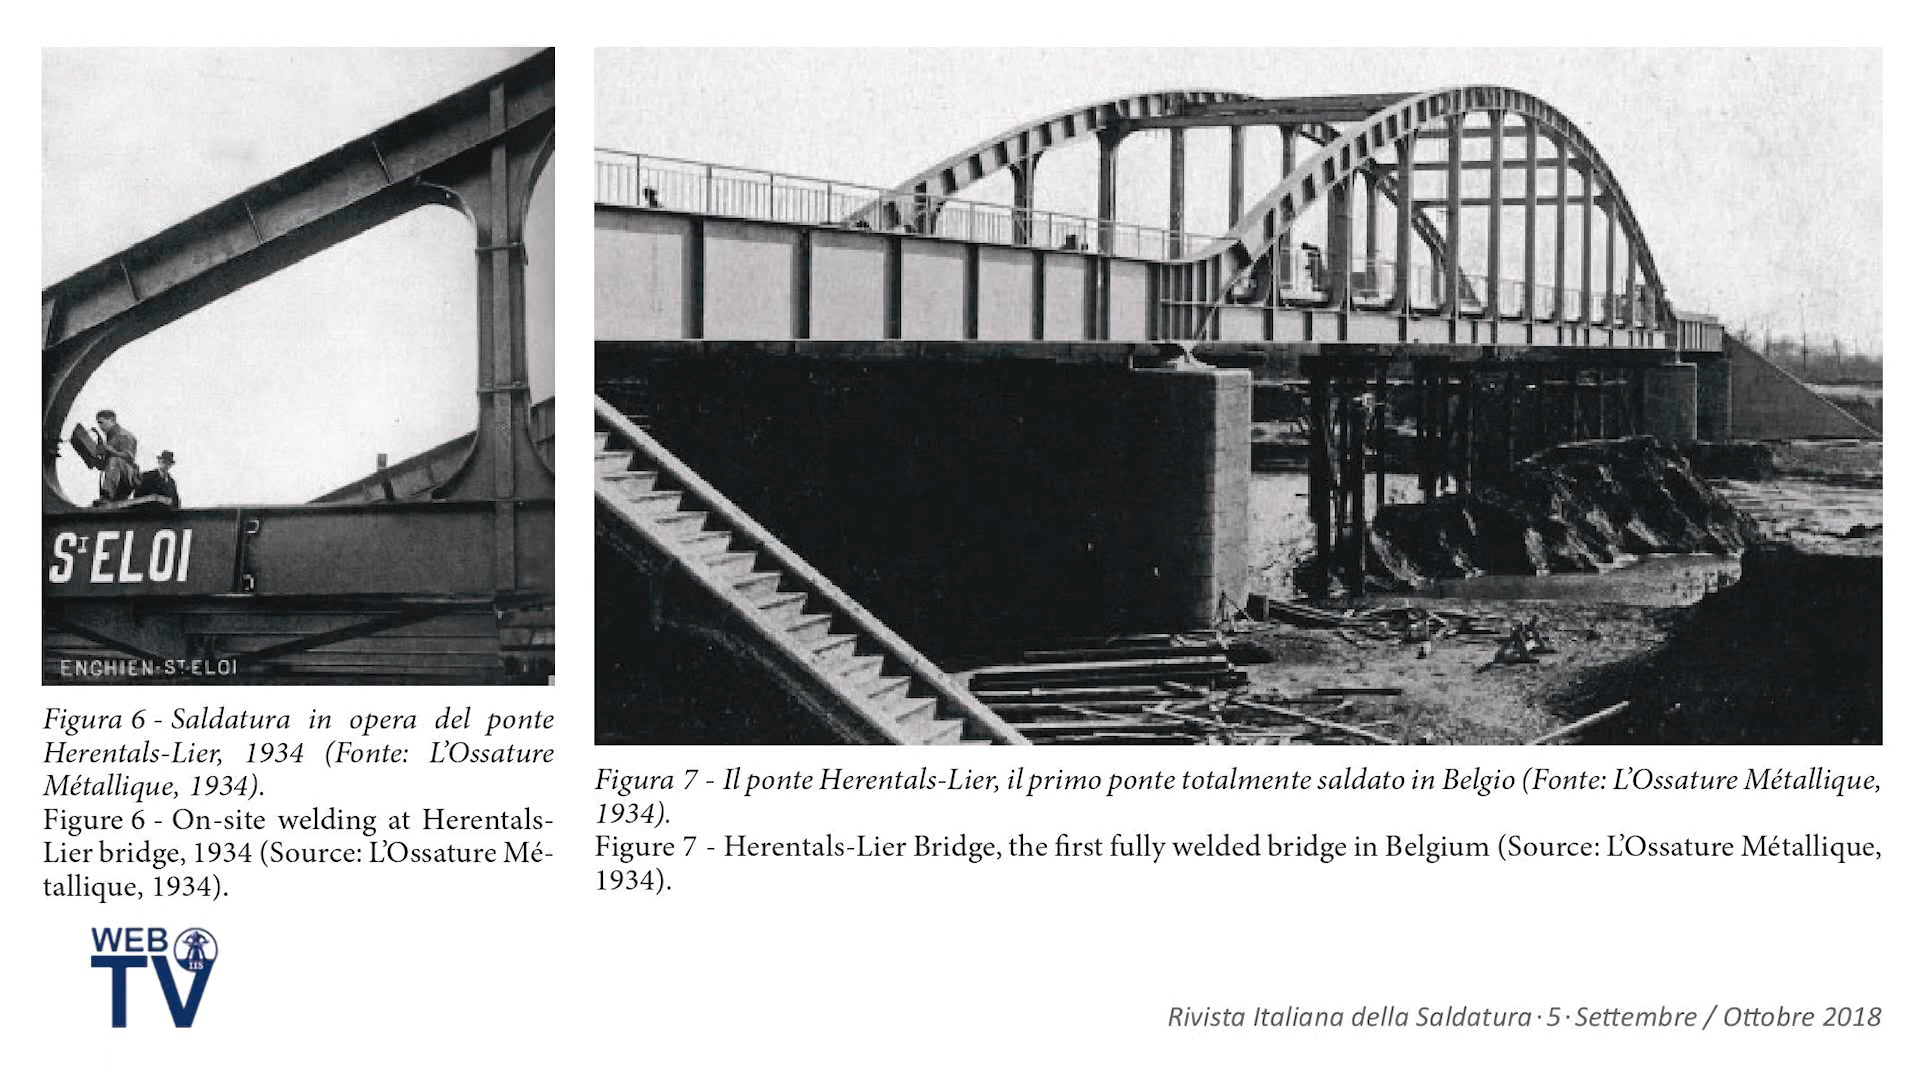 STELOI
ENGHIEN-ST-ELOI
Figura 6 - Saldatura in opera del ponte
Herentals-Lier, 1934 (Fonte: L’Ossature
Métallique, 1934).
Figure 6 - On-site welding at Herentals-
Lier bridge, 1934 (Source: L’Ossature Mé-
tallique, 1934).
Figura 7 - Il ponte Herentals-Lier, il primo ponte totalmente saldato in Belgio (Fonte: L’Ossature Métallique,
1934).
Figure 7 - Herentals-Lier Bridge, the first fully welded bridge in Belgium (Source: L’Ossature Métallique,
1934).
WEB
TV
IIS
Rivista Italiana della Saldatura · 5 · Settembre / Ottobre 2018